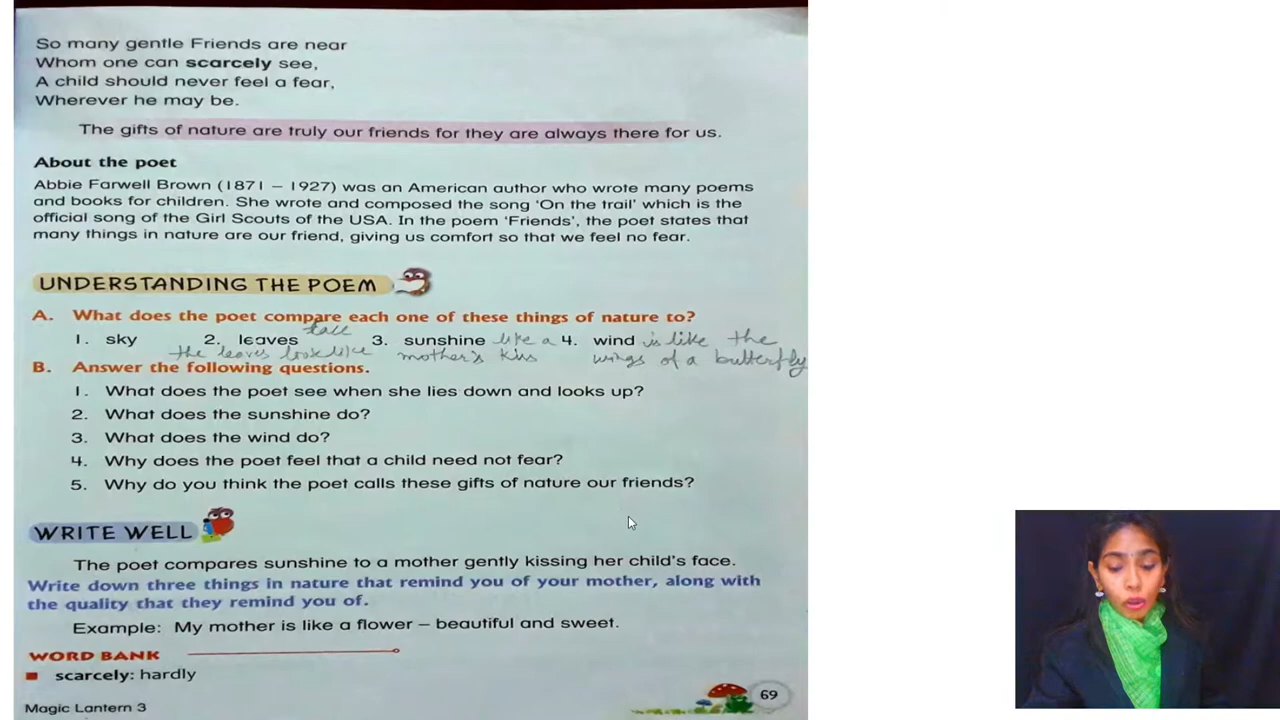 So many gentle Friends are near
Whom one can scarcely see,
A child should never feel a fear,
Wherever he may be.
The gifts of nature are truly our friends for they are always there for us.
About the poet
Abbie Farwell Brown (1871 – 1927) was an American author who wrote many poems
and books for children. She wrote and composed the song ‘On the trail’ which is the
official song of the Girl Scouts of the USA. In the poem ‘Friends’, the poet states that
many things in nature are our friend, giving us comfort so that we feel no fear.
UNDERSTANDING THE POEM
A. What does the poet compare each one of these things of nature to?
tall
1. sky 2. leaves 3. sunshine like a 4. wind is like the
the leaves look like mother's kiss wings of a butterfly
B. Answer the following questions.
1. What does the poet see when she lies down and looks up?
2. What does the sunshine do?
3. What does the wind do?
4. Why does the poet feel that a child need not fear?
5. Why do you think the poet calls these gifts of nature our friends?
WRITE WELL
The poet compares sunshine to a mother gently kissing her child's face.
Write down three things in nature that remind you of your mother, along with
the quality that they remind you of.
Example: My mother is like a flower – beautiful and sweet.
WORD BANK
scarcely: hardly
69
Magic Lantern 3